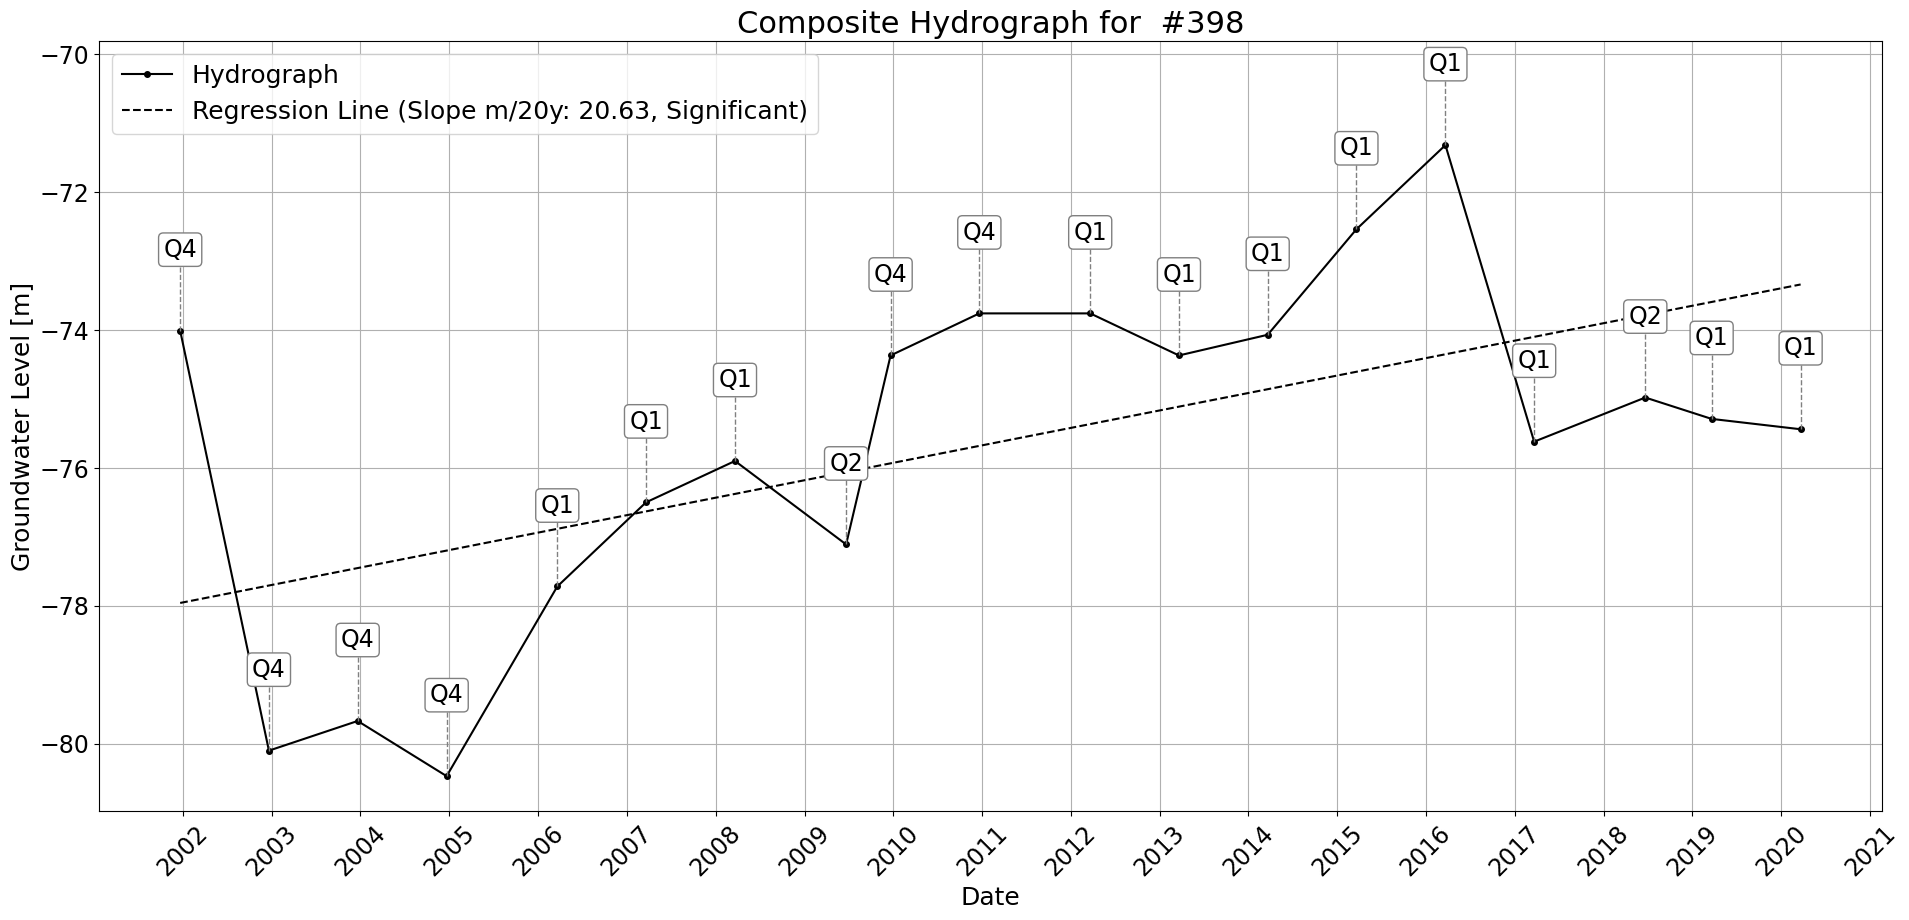 Composite Hydrograph for  #398
Hydrograph
Regression Line (Slope m/20y: 20.63, Significant)
Groundwater Level [m]
−70
−72
−74
−76
−78
−80
Q4
Q4
Q4
Q4
Q1
Q1
Q1
Q2
Q4
Q4
Q1
Q1
Q1
Q1
Q1
Q1
Q2
Q1
Q1
2002
2003
2004
2005
2006
2007
2008
2009
2010
2011
2012
2013
2014
2015
2016
2017
2018
2019
2020
2021
Date